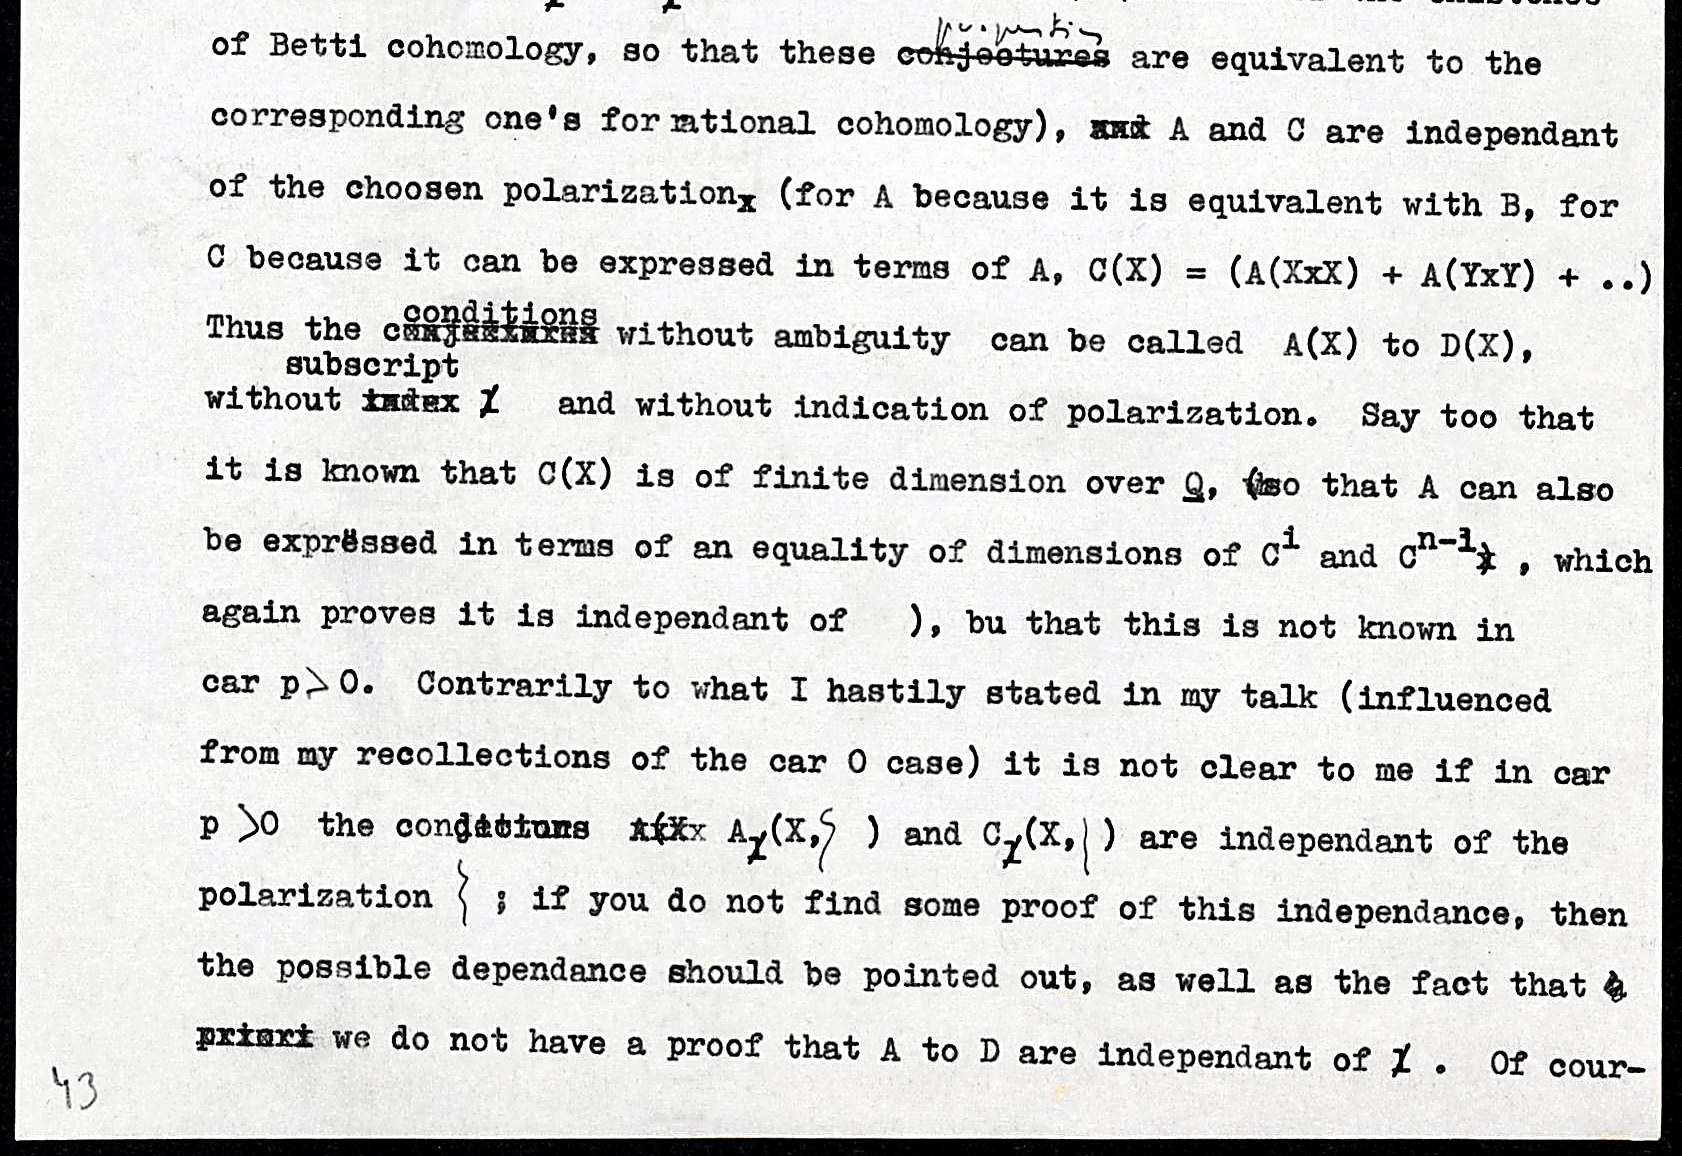 properties
of Betti cohomology, so that these conjectures are equivalent to the
corresponding one's for rational cohomology), and A and C are independant
of the choosen polarizationx (for A because it is equivalent with B, for
C because it can be expressed in terms of A, C(X) = (A(XxX) + A(YxY) + ..)
conditions
Thus the conjectures without ambiguity can be called A(X) to D(X),
subscript
without index ℓ and without indication of polarization. Say too that
it is known that C(X) is of finite dimension over Q, (so that A can also
be expressed in terms of an equality of dimensions of Cⁱ and Cⁿ⁻ⁱ, which
again proves it is independant of ), bu that this is not known in
car p>0. Contrarily to what I hastily stated in my talk (influenced
from my recollections of the car 0 case) it is not clear to me if in car
p >0 the conditions A_ℓ(X,ξ ) and C_ℓ(X,ξ ) are independant of the
polarization ξ ; if you do not find some proof of this independance, then
the possible dependance should be pointed out, as well as the fact that a
priori we do not have a proof that A to D are independant of ℓ . Of cour-
43